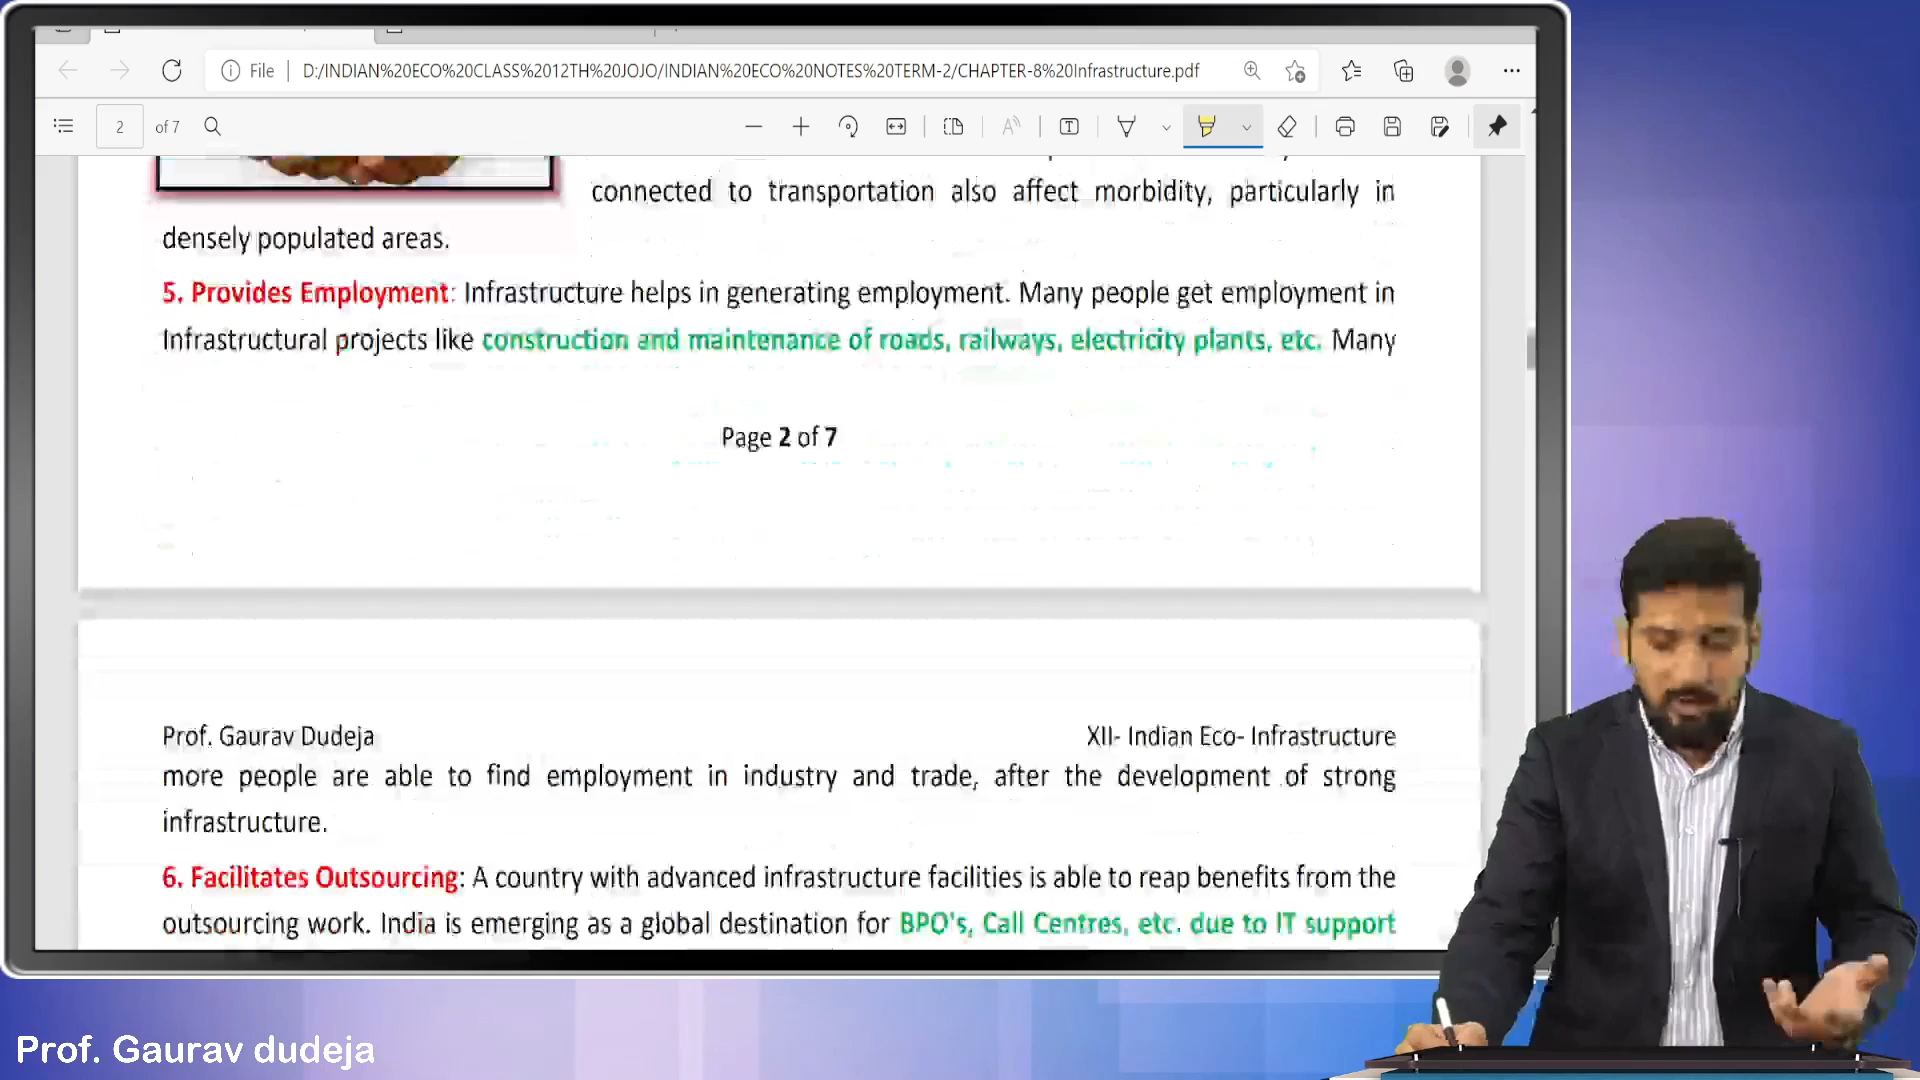 File D:/INDIAN%20ECO%20CLASS%2012TH%20JOJO/INDIAN%20ECO%20NOTES%20TERM-2/CHAPTER-8%20Infrastructure.pdf
2 of 7
connected to transportation also affect morbidity, particularly in
densely populated areas.
5. Provides Employment: Infrastructure helps in generating employment. Many people get employment in
Infrastructural projects like construction and maintenance of roads, railways, electricity plants, etc. Many
Page 2 of 7
Prof. Gaurav Dudeja XII- Indian Eco- Infrastructure
more people are able to find employment in industry and trade, after the development of strong
infrastructure.
6. Facilitates Outsourcing: A country with advanced infrastructure facilities is able to reap benefits from the
outsourcing work. India is emerging as a global destination for BPO's, Call Centres, etc. due to IT support
Prof. Gaurav dudeja